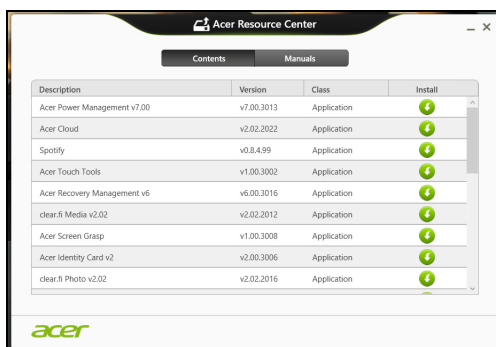 Acer Resource Center
Contents Manuals
Description Version Class Install
Acer Power Management v7.00 v7.00.3013 Application
Acer Cloud v2.02.2022 Application
Spotify v0.8.4.99 Application
Acer Touch Tools v1.00.3002 Application
Acer Recovery Management v6 v6.00.3016 Application
clear.fi Media v2.02 v2.02.2012 Application
Acer Screen Grasp v1.00.3008 Application
Acer Identity Card v2 v2.00.3006 Application
clear.fi Photo v2.02 v2.02.2016 Application
acer